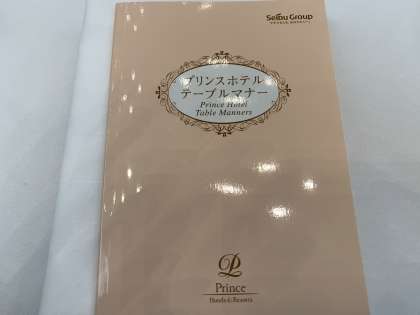 Seibu Group
プリンスホテル
テーブルマナー
Prince Hotel
Table Manners
Prince
Hotels & Resorts